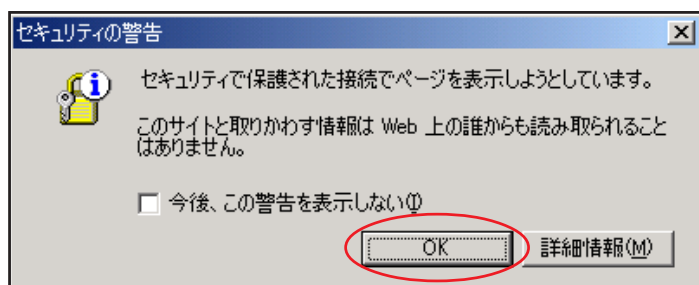 セキュリティの警告
セキュリティで保護された接続でページを表示しようとしています。
このサイトと取りかわす情報は Web 上の誰からも読み取られること
はありません。
今後、この警告を表示しない(I)
OK
詳細情報(M)